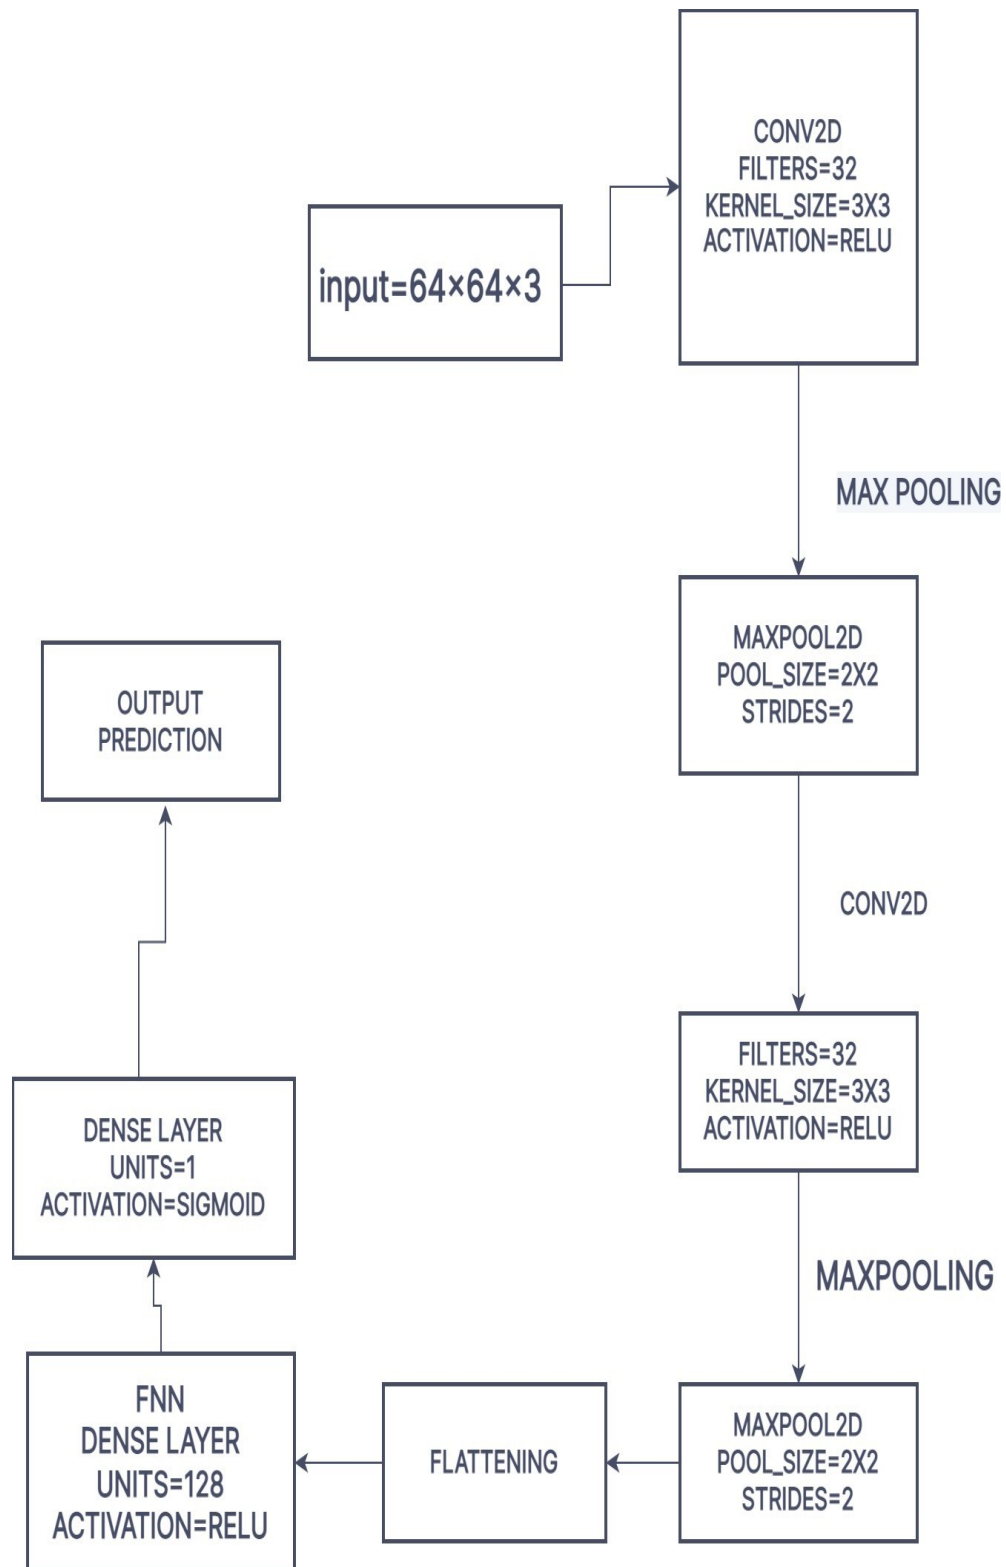 input=64×64×3
CONV2D
FILTERS=32
KERNEL_SIZE=3X3
ACTIVATION=RELU
MAX POOLING
MAXPOOL2D
POOL_SIZE=2X2
STRIDES=2
CONV2D
FILTERS=32
KERNEL_SIZE=3X3
ACTIVATION=RELU
MAXPOOLING
MAXPOOL2D
POOL_SIZE=2X2
STRIDES=2
FLATTENING
FNN
DENSE LAYER
UNITS=128
ACTIVATION=RELU
DENSE LAYER
UNITS=1
ACTIVATION=SIGMOID
OUTPUT
PREDICTION